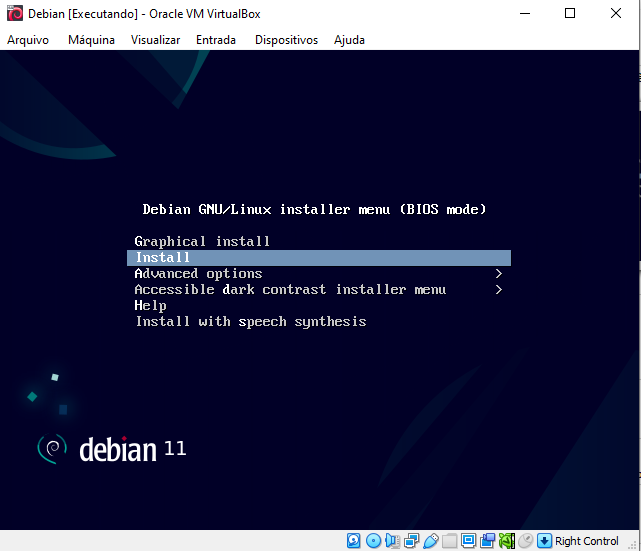 Debian [Executando] - Oracle VM VirtualBox
Arquivo Máquina Visualizar Entrada Dispositivos Ajuda
Debian GNU/Linux installer menu (BIOS mode)
Graphical install
Install
Advanced options >
Accessible dark contrast installer menu >
Help
Install with speech synthesis
debian 11
Right Control